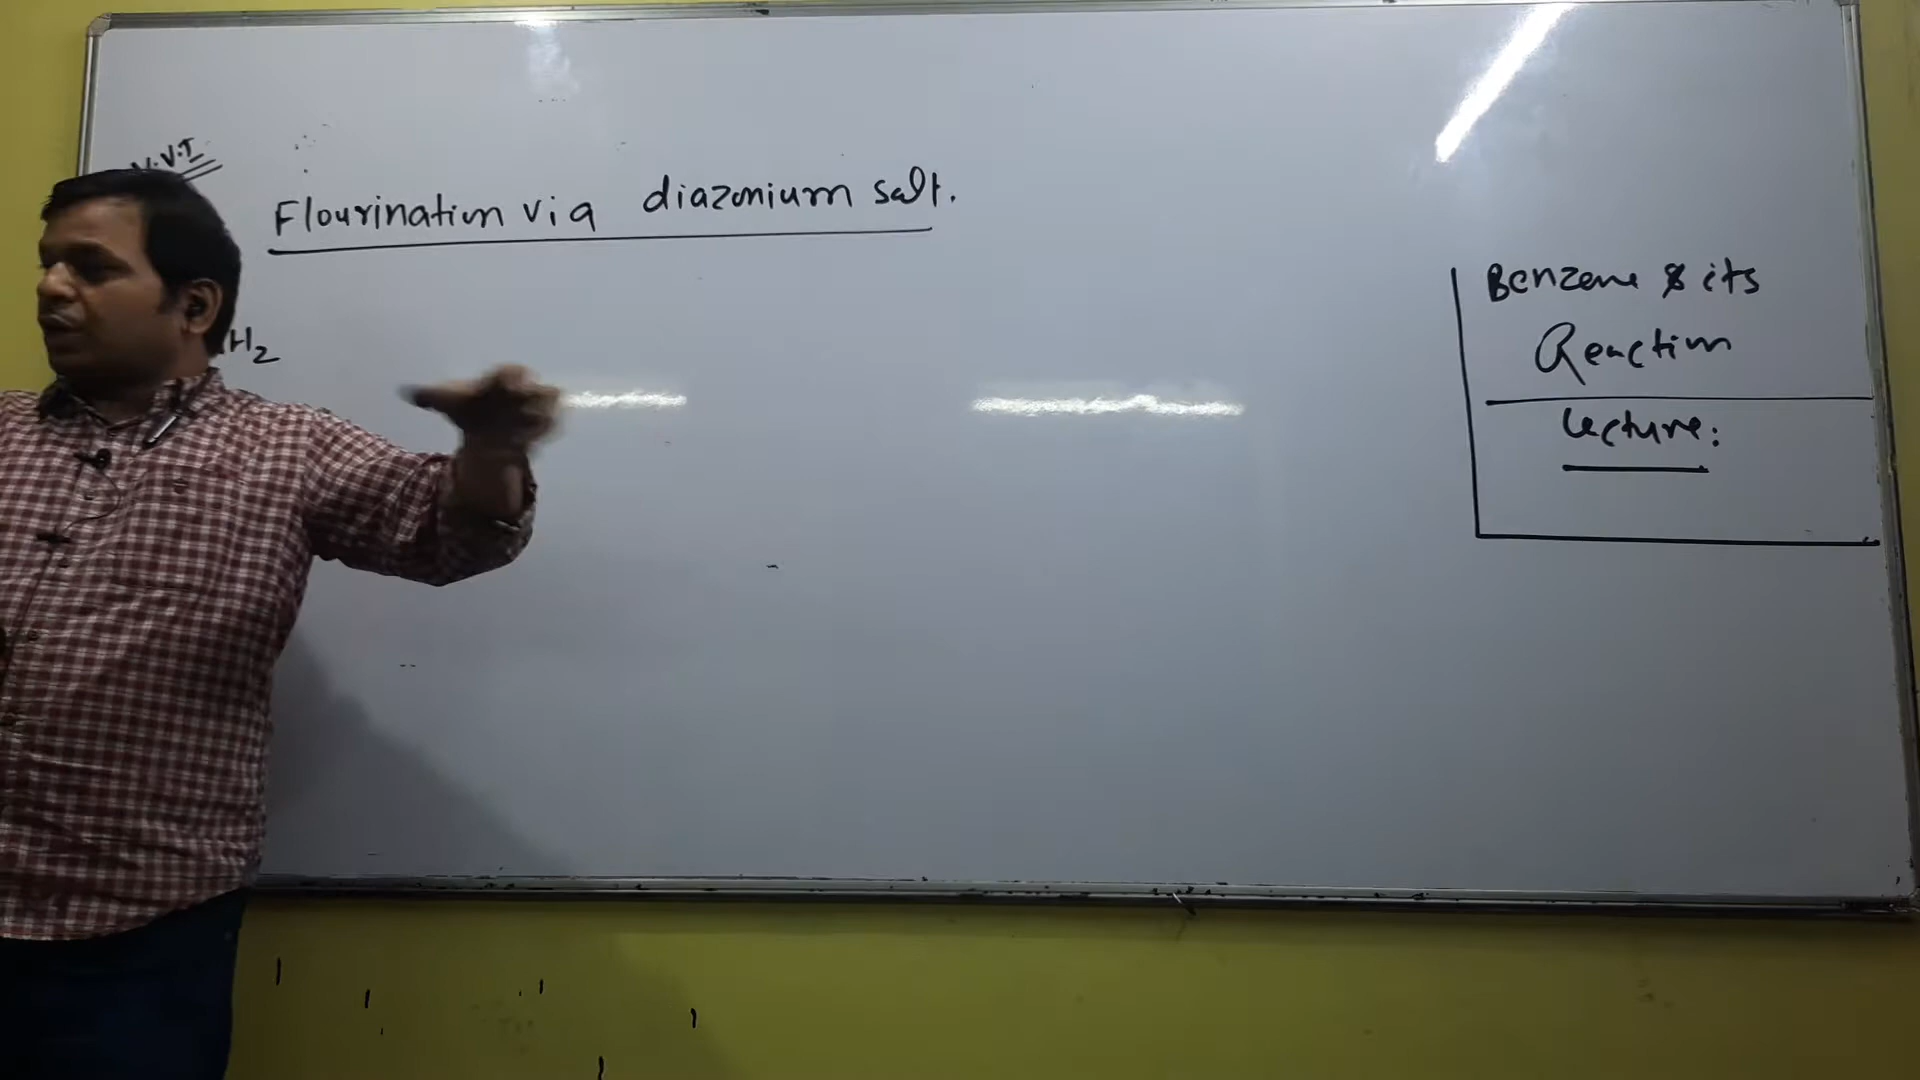 V.V.I
Flourination via diazonium salt.
H2
Benzene & its
Reaction
Lecture: